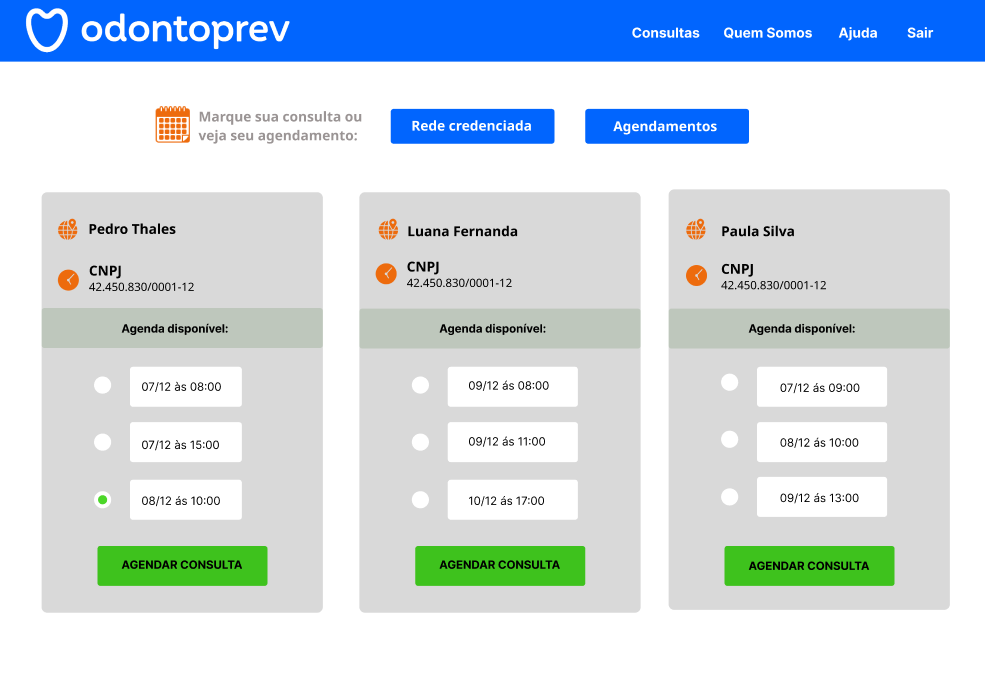 odontoprev
Consultas Quem Somos Ajuda Sair
Marque sua consulta ou
veja seu agendamento:
Rede credenciada
Agendamentos
Pedro Thales
CNPJ
42.450.830/0001-12
Agenda disponível:
07/12 às 08:00
07/12 às 15:00
08/12 ás 10:00
AGENDAR CONSULTA
Luana Fernanda
CNPJ
42.450.830/0001-12
Agenda disponível:
09/12 ás 08:00
09/12 ás 11:00
10/12 ás 17:00
AGENDAR CONSULTA
Paula Silva
CNPJ
42.450.830/0001-12
Agenda disponível:
07/12 ás 09:00
08/12 ás 10:00
09/12 ás 13:00
AGENDAR CONSULTA